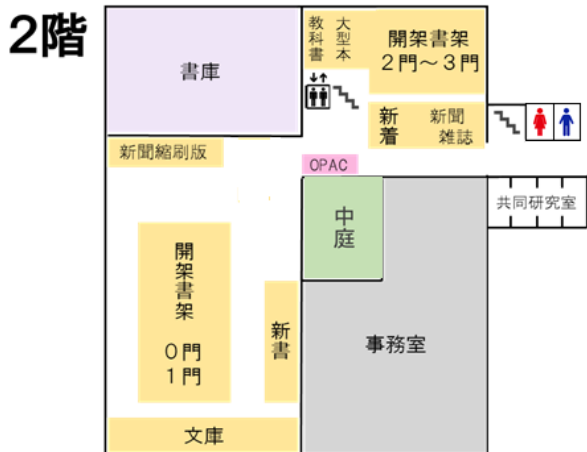 2階
書庫
教科書
大型本
開架書架
2門～3門
新着
新聞
雑誌
新聞縮刷版
OPAC
中庭
共同研究室
開架書架
0門
1門
新書
事務室
文庫